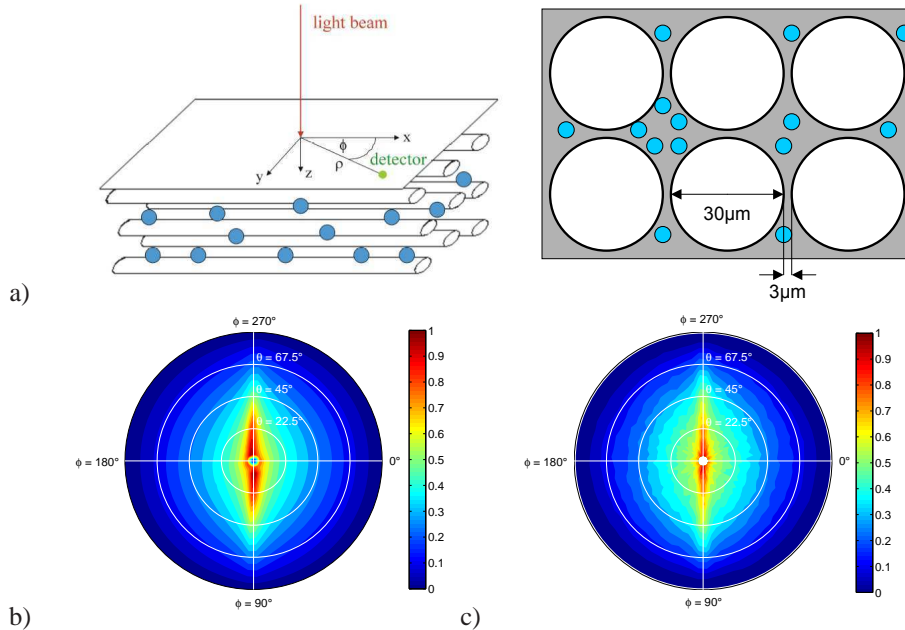 light beam
x
ϕ
detector
ρ
y
z
30µm
3µm
a)
ϕ = 270°
θ = 67.5°
θ = 45°
θ = 22.5°
ϕ = 180°
0°
ϕ = 90°
1
0.9
0.8
0.7
0.6
0.5
0.4
0.3
0.2
0.1
0
b)
ϕ = 270°
θ = 67.5°
θ = 45°
θ = 22.5°
ϕ = 180°
0°
ϕ = 90°
1
0.9
0.8
0.7
0.6
0.5
0.4
0.3
0.2
0.1
0
c)